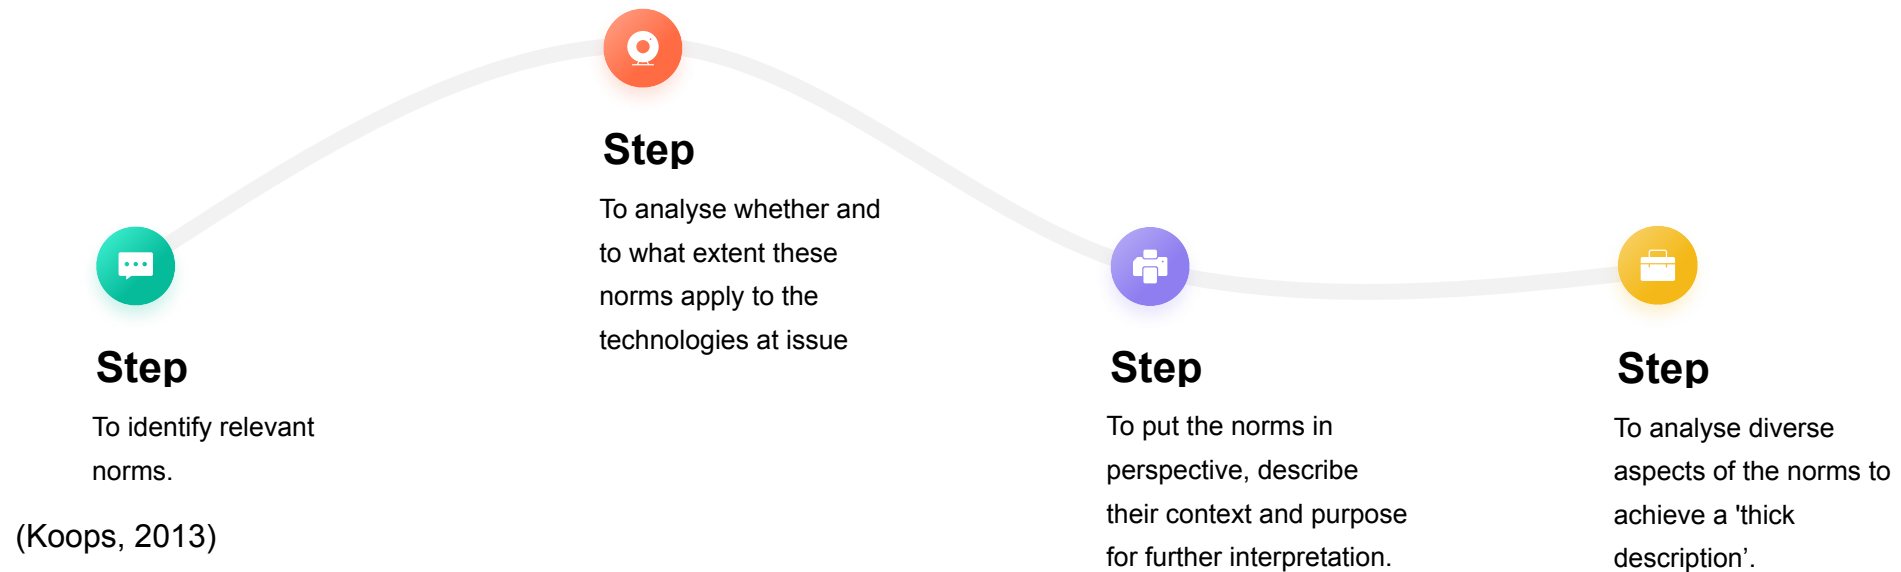 Step
To identify relevant
norms.
(Koops, 2013)
Step
To analyse whether and
to what extent these
norms apply to the
technologies at issue
Step
To put the norms in
perspective, describe
their context and purpose
for further interpretation.
Step
To analyse diverse
aspects of the norms to
achieve a 'thick
description’.